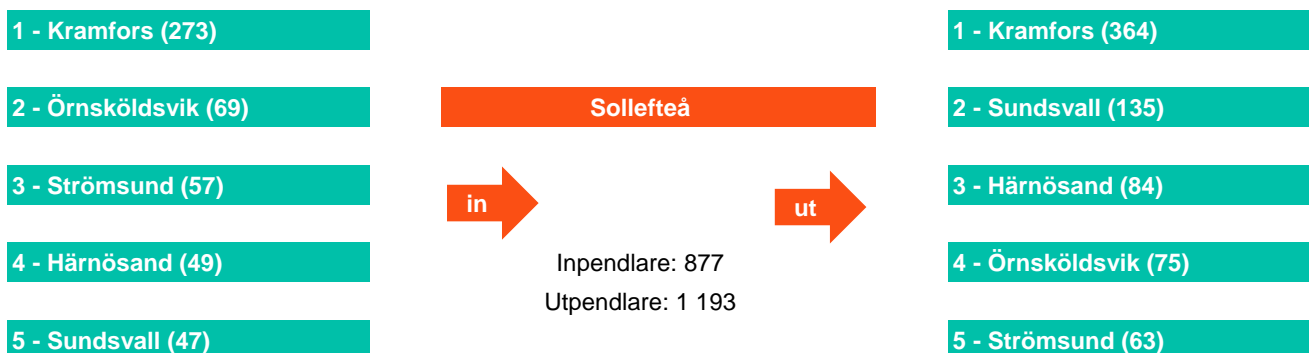 1 - Kramfors (273)
2 - Örnsköldsvik (69)
3 - Strömsund (57)
4 - Härnösand (49)
5 - Sundsvall (47)
Sollefteå
in
ut
Inpendlare: 877
Utpendlare: 1 193
1 - Kramfors (364)
2 - Sundsvall (135)
3 - Härnösand (84)
4 - Örnsköldsvik (75)
5 - Strömsund (63)